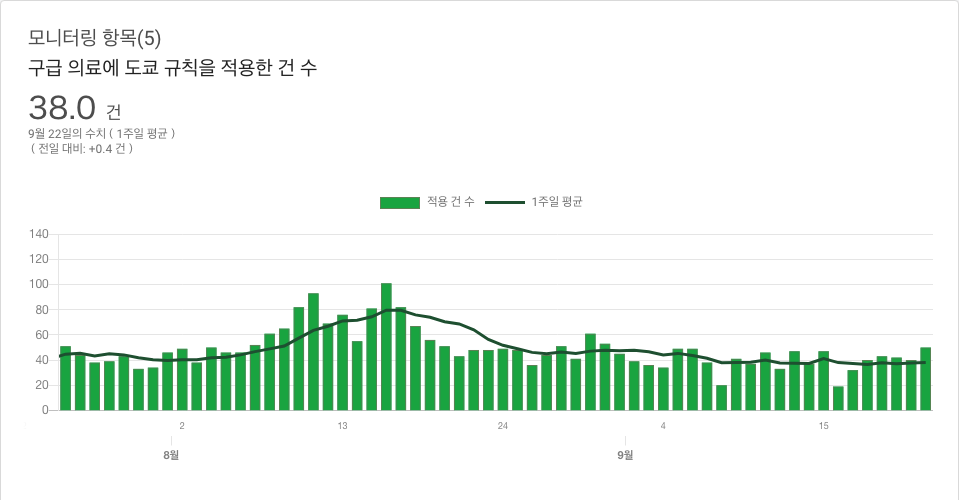 모니터링 항목(5)
구급 의료에 도쿄 규칙을 적용한 건 수
38.0 건
9월 22일의 수치 ( 1주일 평균 )
( 전일 대비: +0.4 건 )
적용 건 수 1주일 평균
140
120
100
80
60
40
20
0
2 13 24 4 15
8월 9월